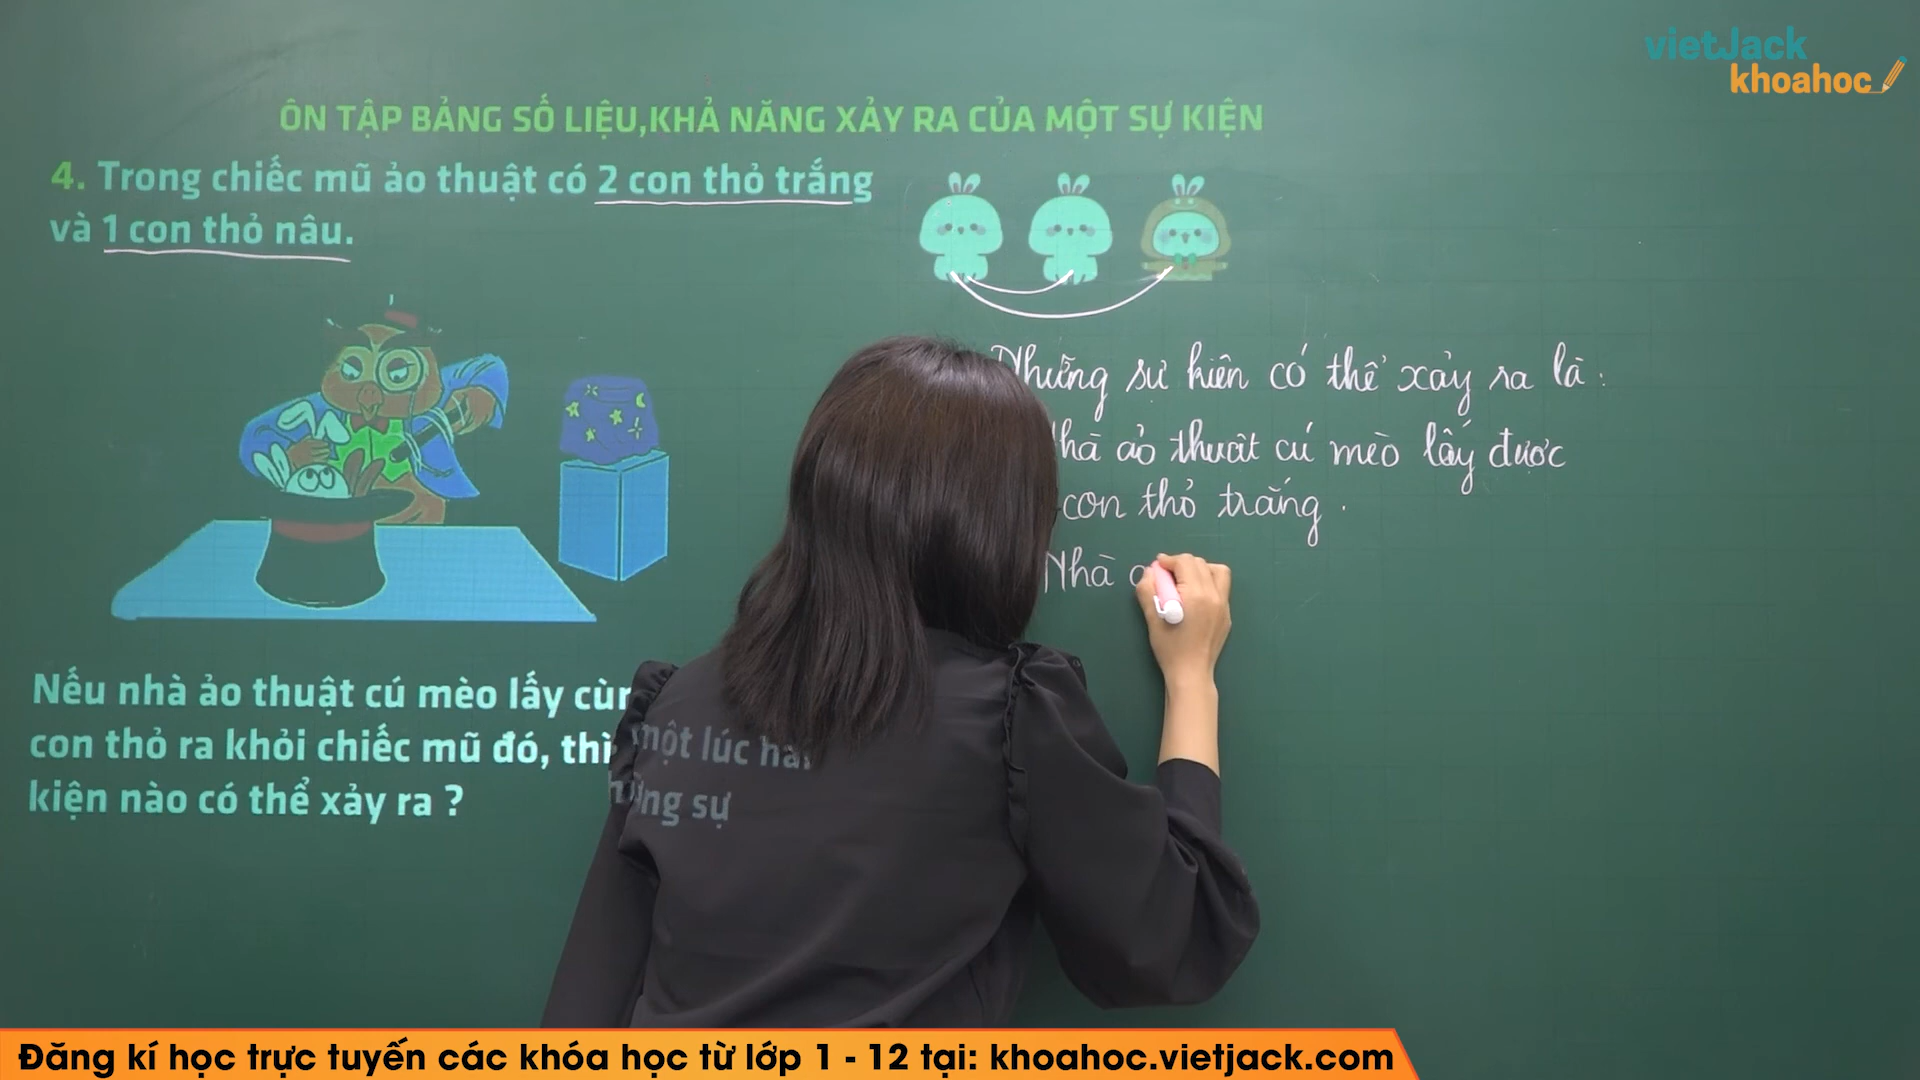 vietJack
khoahoc
ÔN TẬP BẢNG SỐ LIỆU,KHẢ NĂNG XẢY RA CỦA MỘT SỰ KIỆN
4. Trong chiếc mũ ảo thuật có 2 con thỏ trắng
và 1 con thỏ nâu.
Những sự kiện có thể xảy ra là:
ảo thuật cú mèo lấy được
con thỏ trắng.
Nhà
Nếu nhà ảo thuật cú mèo lấy cùng một lúc hai
con thỏ ra khỏi chiếc mũ đó, thì những sự
kiện nào có thể xảy ra ?
Đăng kí học trực tuyến các khóa học từ lớp 1 - 12 tại: khoahoc.vietjack.com